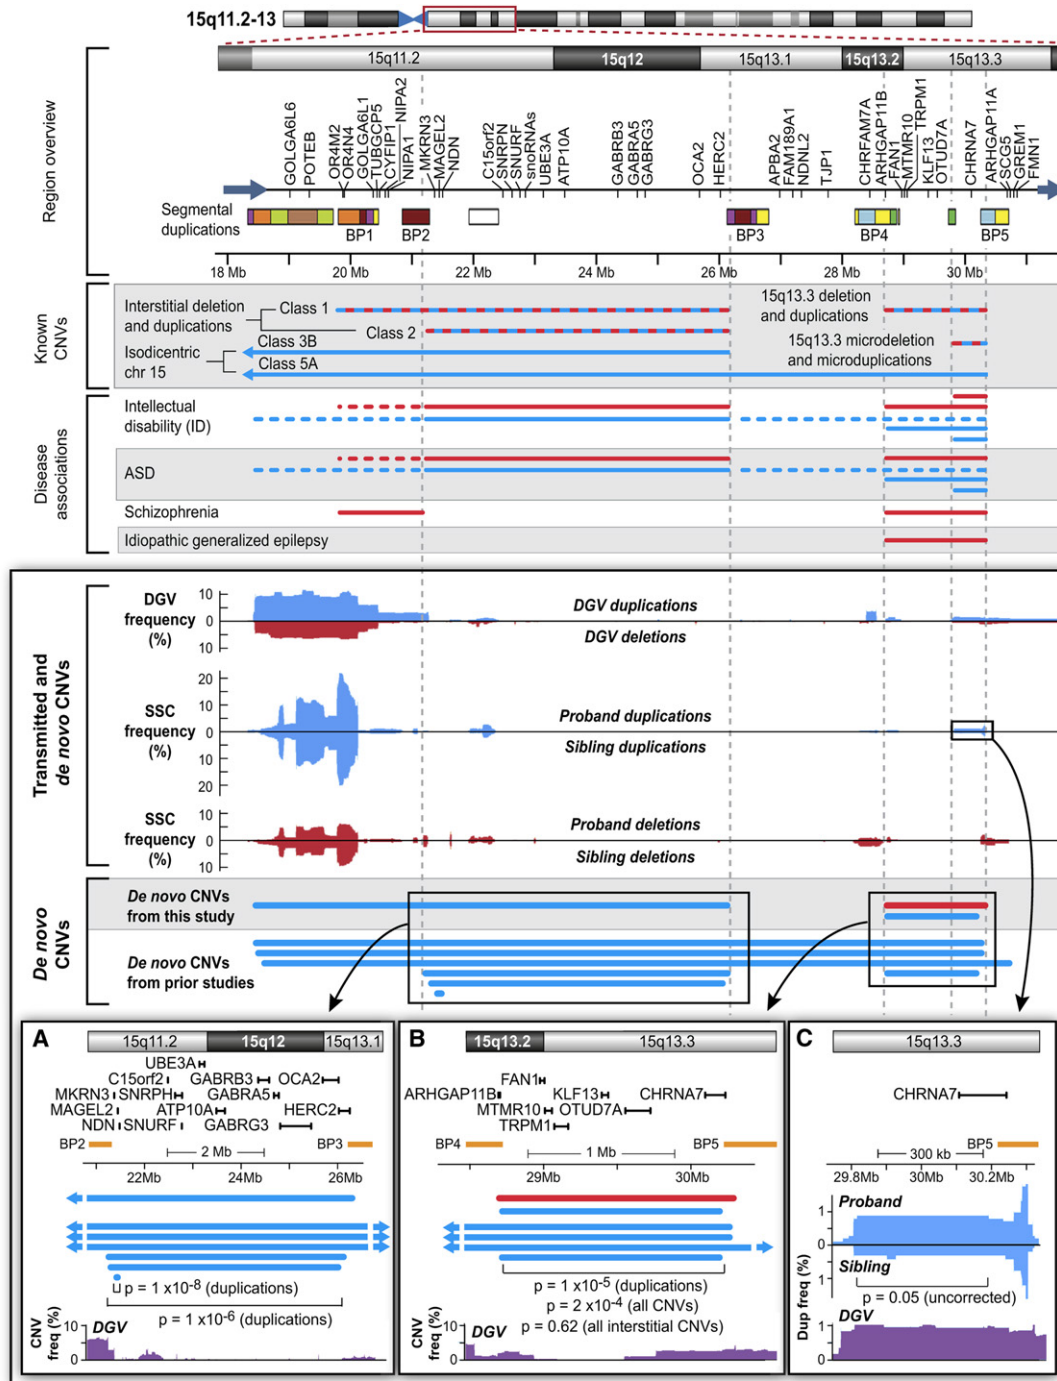 15q11.2-13
15q11.2 15q12 15q13.1 15q13.2 15q13.3
Region overview
GOLGA6L6 POTEB OR4M2 OR4N4 GOLGA6L1 TUBGCP5 CYFIP1 NIPA2 NIPA1 MKRN3 MAGEL2 NDN C15orf2 SNRPN SNURF snoRNAs UBE3A ATP10A GABRB3 GABRA5 GABRG3 OCA2 HERC2 APBA2 FAM189A1 NDNL2 TJP1 CHRFAM7A ARHGAP11B FAN1 MTMR10 TRPM1 KLF13 OTUD7A CHRNA7 ARHGAP11A SCG5 GREM1 FMN1
Segmental
duplications
BP1 BP2 BP3 BP4 BP5
18 Mb 20 Mb 22 Mb 24 Mb 26 Mb 28 Mb 30 Mb
Known
CNVs
Interstitial deletion
and duplications
Class 1
Class 2
15q13.3 deletion
and duplications
Isodicentric
chr 15
Class 3B
Class 5A
15q13.3 microdeletion
and microduplications
Disease
associations
Intellectual
disability (ID)
ASD
Schizophrenia
Idiopathic generalized epilepsy
Transmitted and
de novo CNVs
DGV
frequency
(%)
10
0
10
DGV duplications
DGV deletions
SSC
frequency
(%)
20
10
0
10
20
Proband duplications
Sibling duplications
SSC
frequency
(%)
10
0
10
Proband deletions
Sibling deletions
De novo
CNVs
De novo CNVs
from this study
De novo CNVs
from prior studies
A
15q11.2 15q12 15q13.1
UBE3A
C15orf2 GABRB3 OCA2
MKRN3 SNRPH GABRA5
MAGEL2 ATP10A HERC2
NDN SNURF GABRG3
BP2 BP3
2 Mb
22Mb 24Mb 26Mb
p = 1 x10-8 (duplications)
p = 1 x10-6 (duplications)
CNV
freq (%)
10
0
DGV
B
15q13.2 15q13.3
FAN1
ARHGAP11B KLF13 CHRNA7
MTMR10 OTUD7A
TRPM1
BP4 BP5
1 Mb
29Mb 30Mb
p = 1 x10-5 (duplications)
p = 2 x10-4 (all CNVs)
p = 0.62 (all interstitial CNVs)
CNV
freq (%)
10
0
DGV
C
15q13.3
CHRNA7
BP5
300 kb
29.8Mb 30Mb 30.2Mb
Dup freq (%)
Proband
1
0
1
Sibling
p = 0.05 (uncorrected)
DGV
1
0